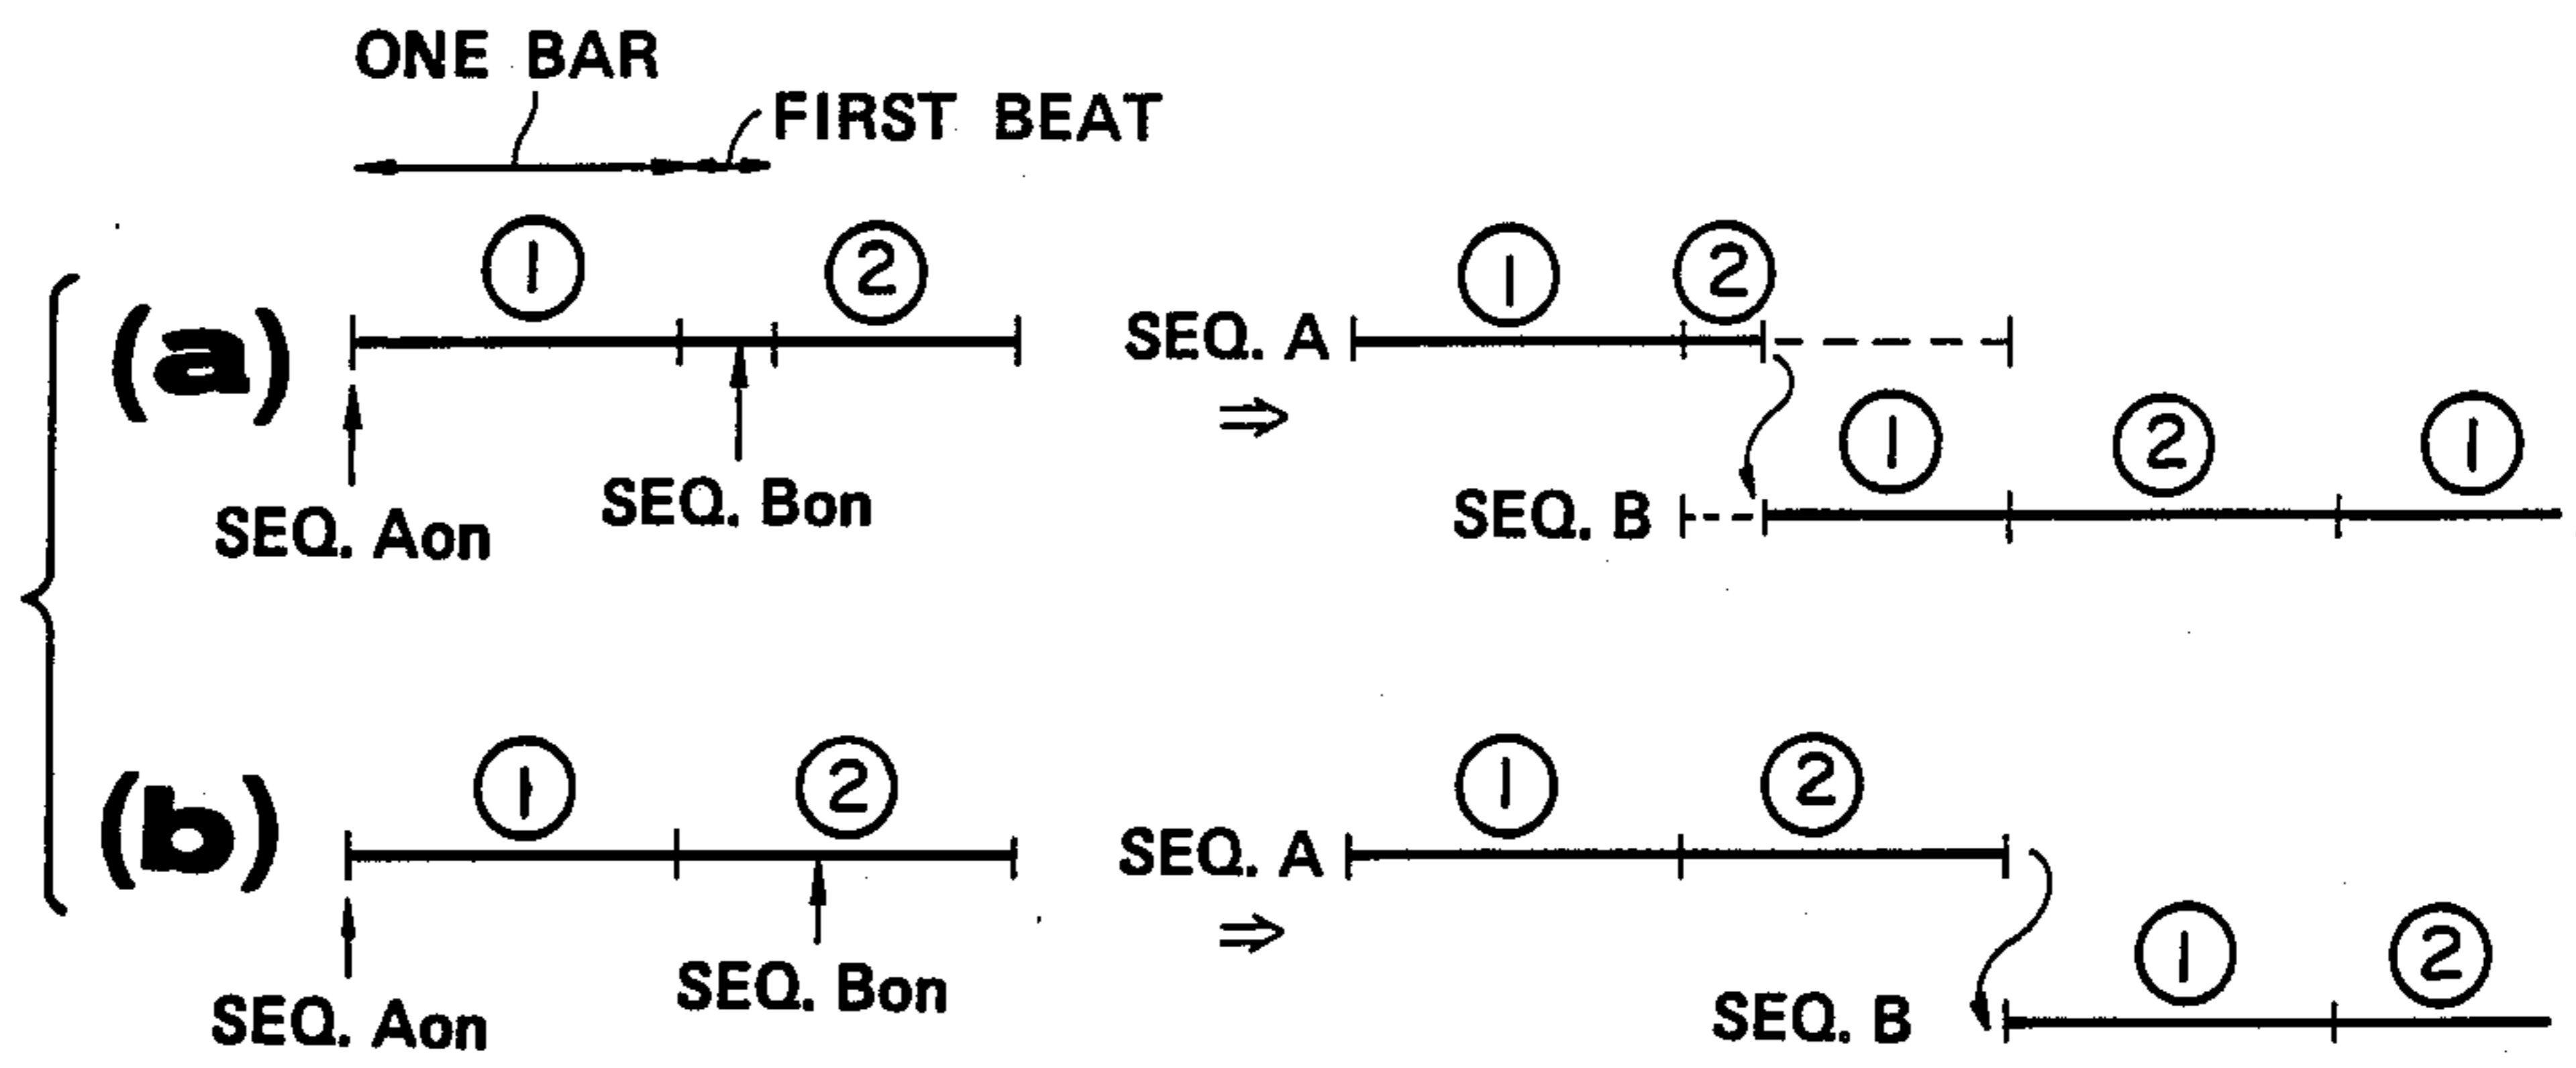 ONE BAR
FIRST BEAT
(a)
① ②
SEQ. Aon
SEQ. Bon
⇒
SEQ. A
① ②
SEQ. B
① ② ①
(b)
① ②
SEQ. Aon
SEQ. Bon
⇒
SEQ. A
① ②
SEQ. B
① ②